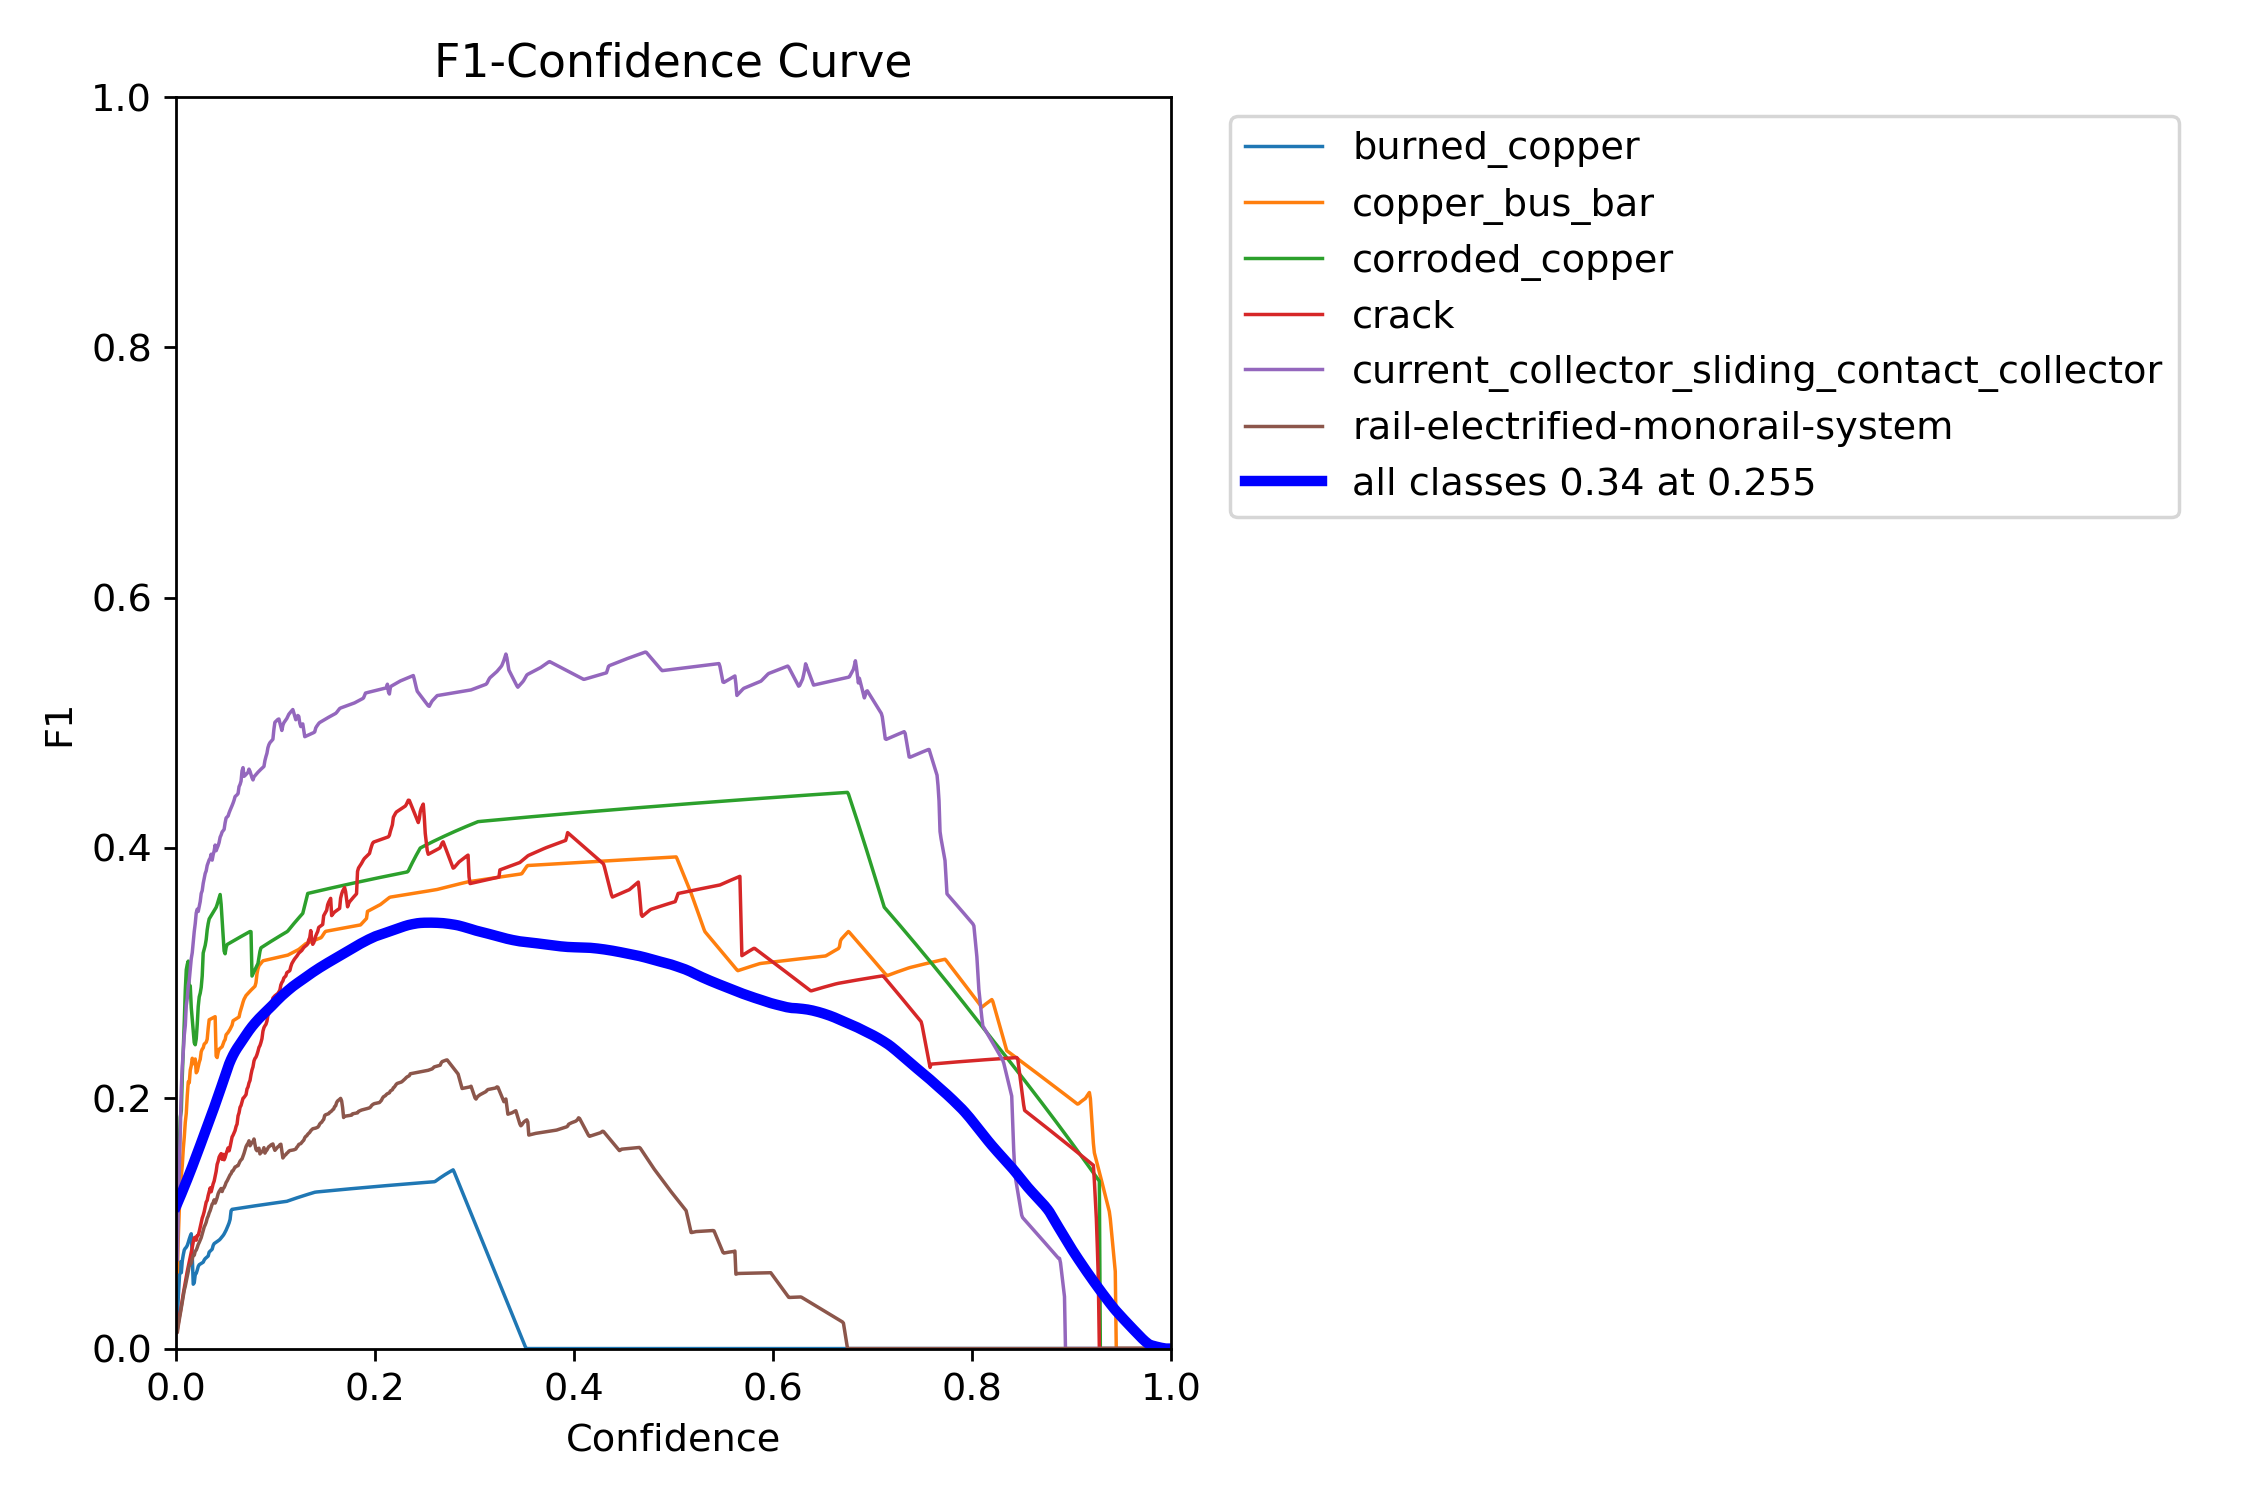 F1-Confidence Curve
1.0
0.8
0.6
0.4
0.2
0.0
F1
0.0 0.2 0.4 0.6 0.8 1.0
Confidence
burned_copper
copper_bus_bar
corroded_copper
crack
current_collector_sliding_contact_collector
rail-electrified-monorail-system
all classes 0.34 at 0.255